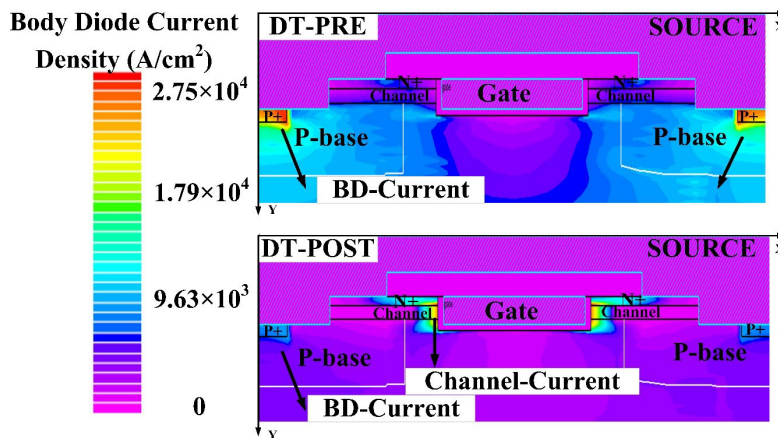 Body Diode Current
Density (A/cm²)
2.75×10⁴
1.79×10⁴
9.63×10³
0
DT-PRE
SOURCE
X
N+
N+
Channel
Gate
Channel
P+
P+
P-base
P-base
BD-Current
Y
DT-POST
SOURCE
X
N+
N+
Channel
Gate
Channel
P+
P+
P-base
P-base
Channel-Current
BD-Current
Y